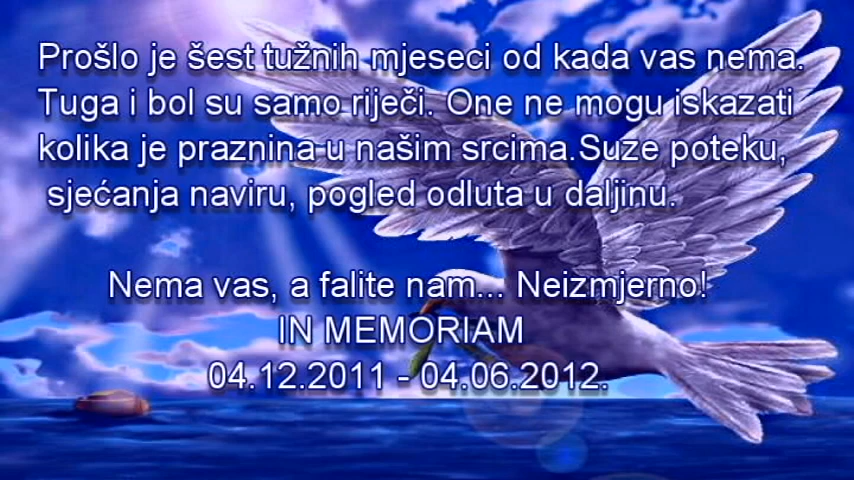 Prošlo je šest tužnih mjeseci od kada vas nema.
Tuga i bol su samo riječi. One ne mogu iskazati
kolika je praznina u našim srcima.Suze poteku,
sjećanja naviru, pogled odluta u daljinu.
Nema vas, a falite nam... Neizmjerno!
IN MEMORIAM
04.12.2011 - 04.06.2012.